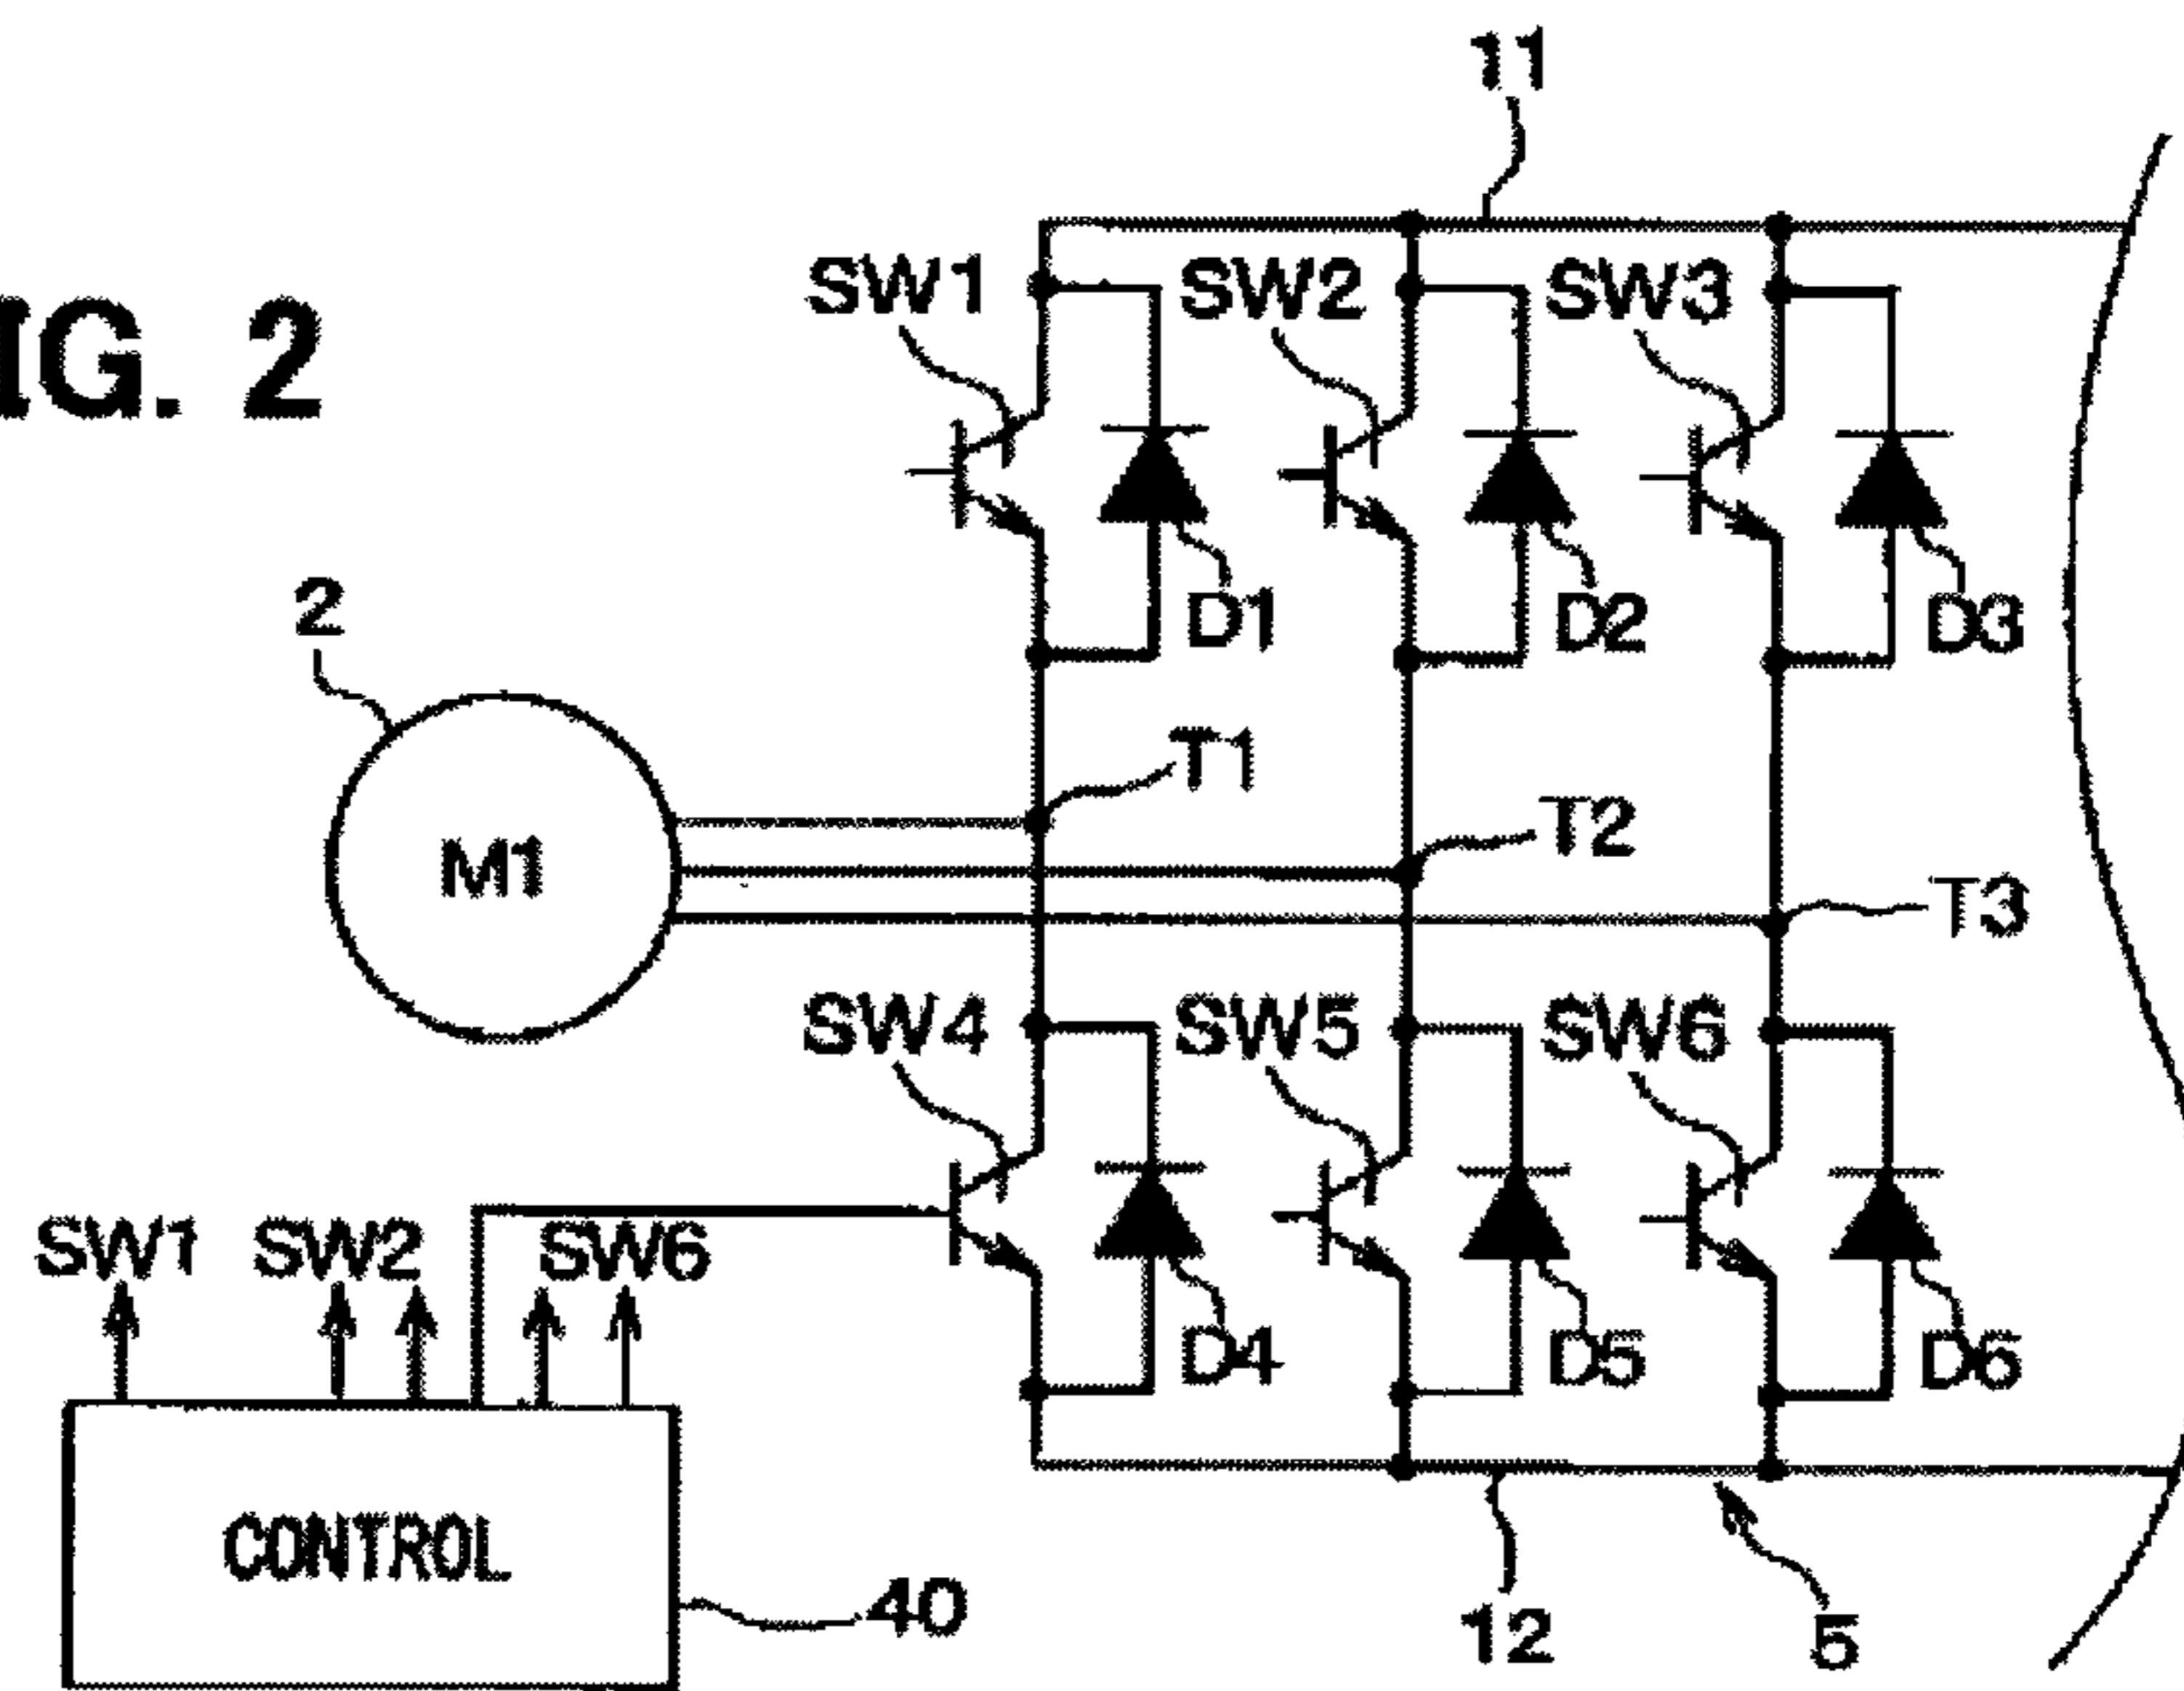 11
SW1 SW2 SW3
IG. 2
D1 D2 D3
2
T1
T2
M1
T3
SW4 SW5 SW6
SW1 SW2 SW6
D4 D5 D6
CONTROL
40
12
5